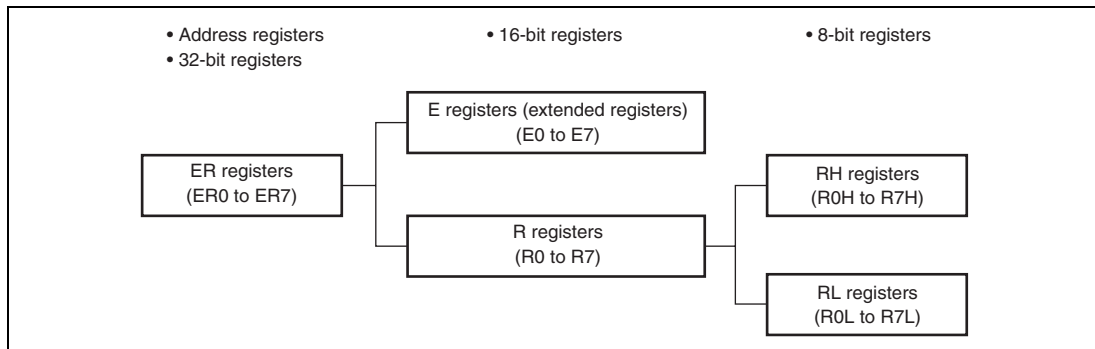 • Address registers
• 32-bit registers
• 16-bit registers
• 8-bit registers
E registers (extended registers)
(E0 to E7)
ER registers
(ER0 to ER7)
RH registers
(R0H to R7H)
R registers
(R0 to R7)
RL registers
(R0L to R7L)